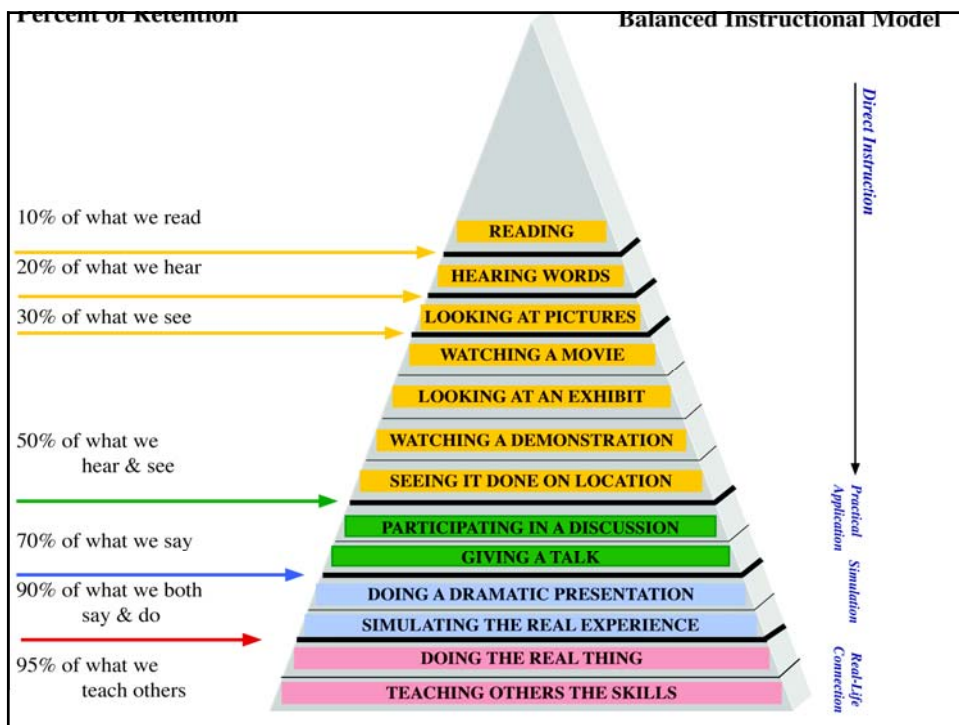 Percent of Retention
Balanced Instructional Model
10% of what we read
20% of what we hear
30% of what we see
50% of what we
hear & see
70% of what we say
90% of what we both
say & do
95% of what we
teach others
READING
HEARING WORDS
LOOKING AT PICTURES
WATCHING A MOVIE
LOOKING AT AN EXHIBIT
WATCHING A DEMONSTRATION
SEEING IT DONE ON LOCATION
PARTICIPATING IN A DISCUSSION
GIVING A TALK
DOING A DRAMATIC PRESENTATION
SIMULATING THE REAL EXPERIENCE
DOING THE REAL THING
TEACHING OTHERS THE SKILLS
Direct Instruction
Practical
Application
Simulation
Real-Life
Connection